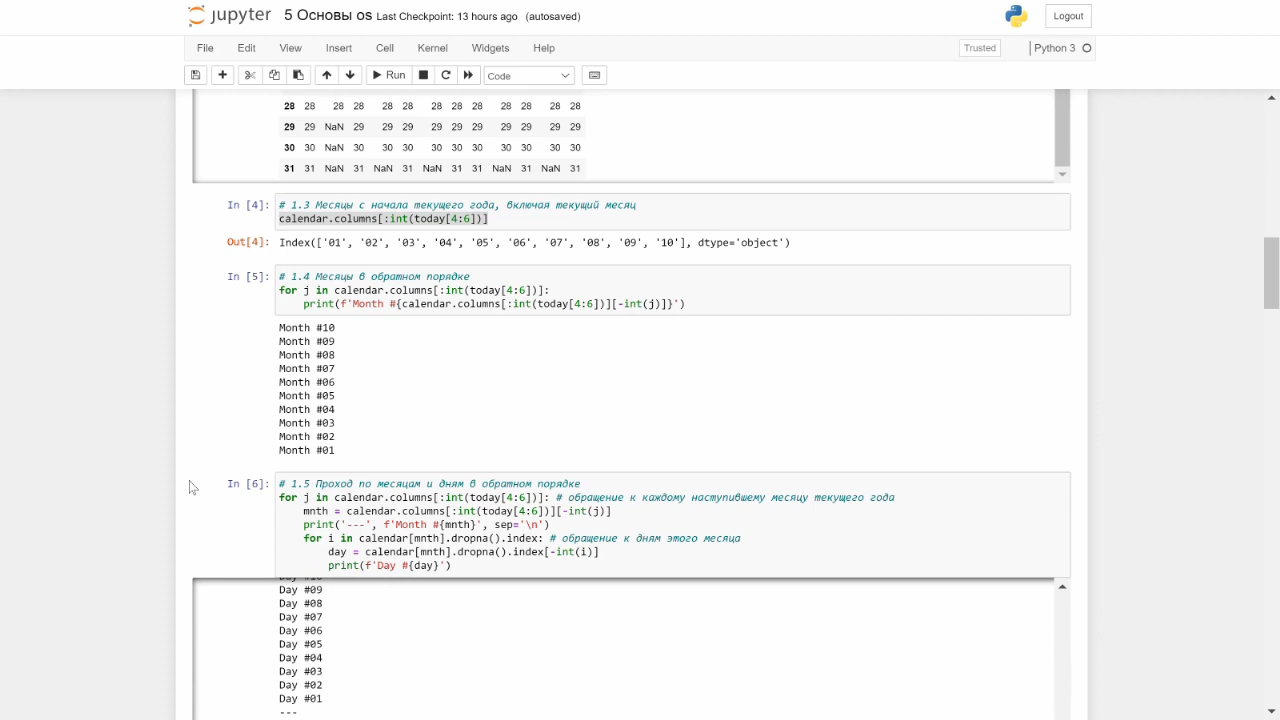 jupyter 5 Основы os Last Checkpoint: 13 hours ago (autosaved) Logout
File Edit View Insert Cell Kernel Widgets Help Trusted Python 3
Run Code
28 28 28 28 28 28 28 28 28 28 28 28 28
29 29 NaN 29 29 29 29 29 29 29 29 29 29
30 30 NaN 30 30 30 30 30 30 30 30 30 30
31 31 NaN 31 NaN 31 NaN 31 31 NaN 31 NaN 31
In [4]: # 1.3 Месяцы с начала текущего года, включая текущий месяц
calendar.columns[:int(today[4:6])]
Out[4]: Index(['01', '02', '03', '04', '05', '06', '07', '08', '09', '10'], dtype='object')
In [5]: # 1.4 Месяцы в обратном порядке
for j in calendar.columns[:int(today[4:6])]:
    print(f'Month #{calendar.columns[:int(today[4:6])][-int(j)]}')
Month #10
Month #09
Month #08
Month #07
Month #06
Month #05
Month #04
Month #03
Month #02
Month #01
In [6]: # 1.5 Проход по месяцам и дням в обратном порядке
for j in calendar.columns[:int(today[4:6])]: # обращение к каждому наступившему месяцу текущего года
    mnth = calendar.columns[:int(today[4:6])][-int(j)]
    print('---', f'Month #{mnth}', sep='\n')
    for i in calendar[mnth].dropna().index: # обращение к дням этого месяца
        day = calendar[mnth].dropna().index[-int(i)]
        print(f'Day #{day}')
Day #10
Day #09
Day #08
Day #07
Day #06
Day #05
Day #04
Day #03
Day #02
Day #01
---